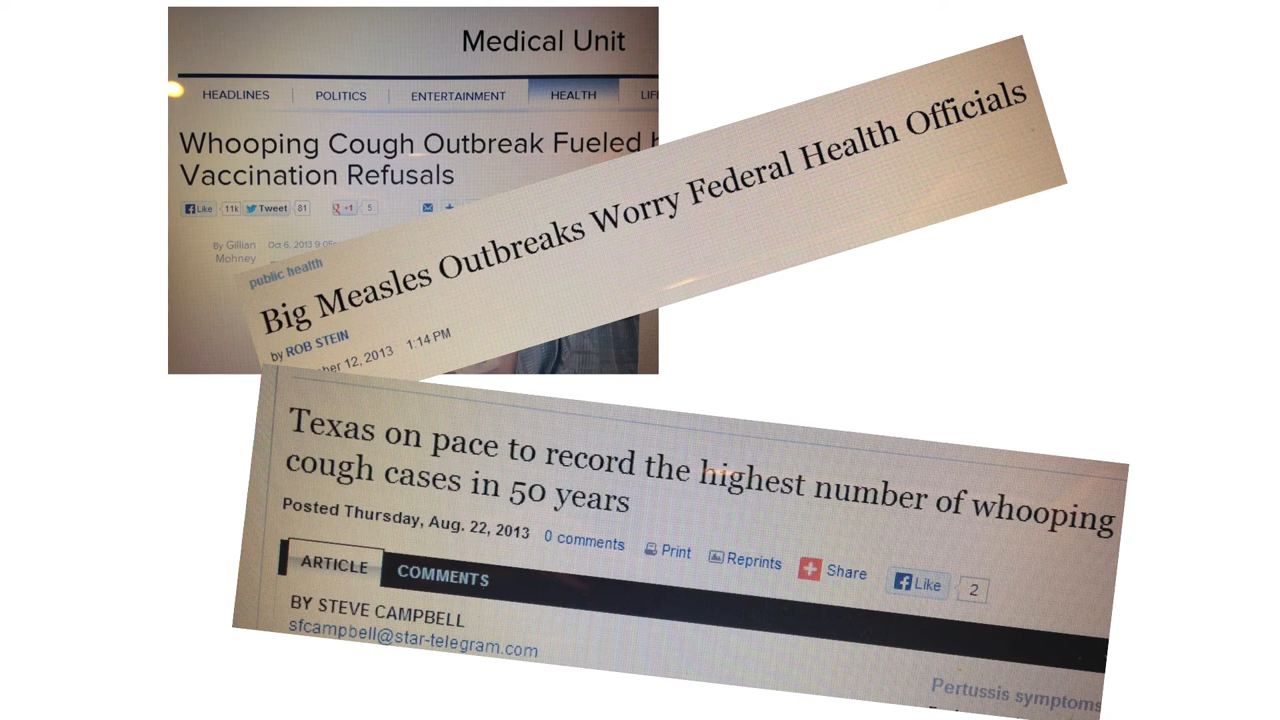 Medical Unit
HEADLINES POLITICS ENTERTAINMENT HEALTH
Whooping Cough Outbreak Fueled
Vaccination Refusals
Like 11k Tweet 81 +1 5
By Gillian Oct 6, 2013
Mohney
public health
Big Measles Outbreaks Worry Federal Health Officials
by ROB STEIN
12, 2013 1:14 PM
Texas on pace to record the highest number of whooping
cough cases in 50 years
Posted Thursday, Aug. 22, 2013 0 comments Print Reprints Share Like 2
ARTICLE COMMENTS
BY STEVE CAMPBELL
sfcampbell@star-telegram.com
Pertussis symptoms